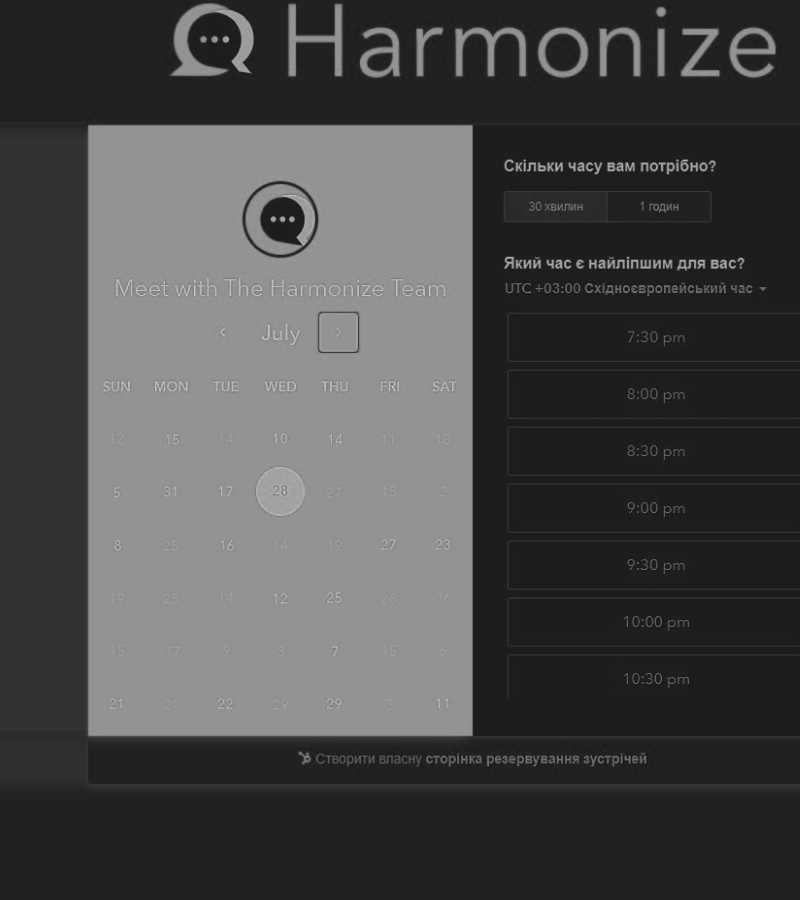 Harmonize
Meet with The Harmonize Team
July
SUN MON TUE WED THU FRI SAT
12 15 14 10 14 11 18
5 31 17 28 27 15 2
8 25 16 14 19 27 23
19 25 14 12 25 28 16
15 17 9 3 7 15 6
21 21 22 29 29 3 11
Скільки часу вам потрібно?
30 хвилин 1 годин
Який час є найліпшим для вас?
UTC +03:00 Східноєвропейський час
7:30 pm
8:00 pm
8:30 pm
9:00 pm
9:30 pm
10:00 pm
10:30 pm
Створити власну сторінка резервування зустрічей